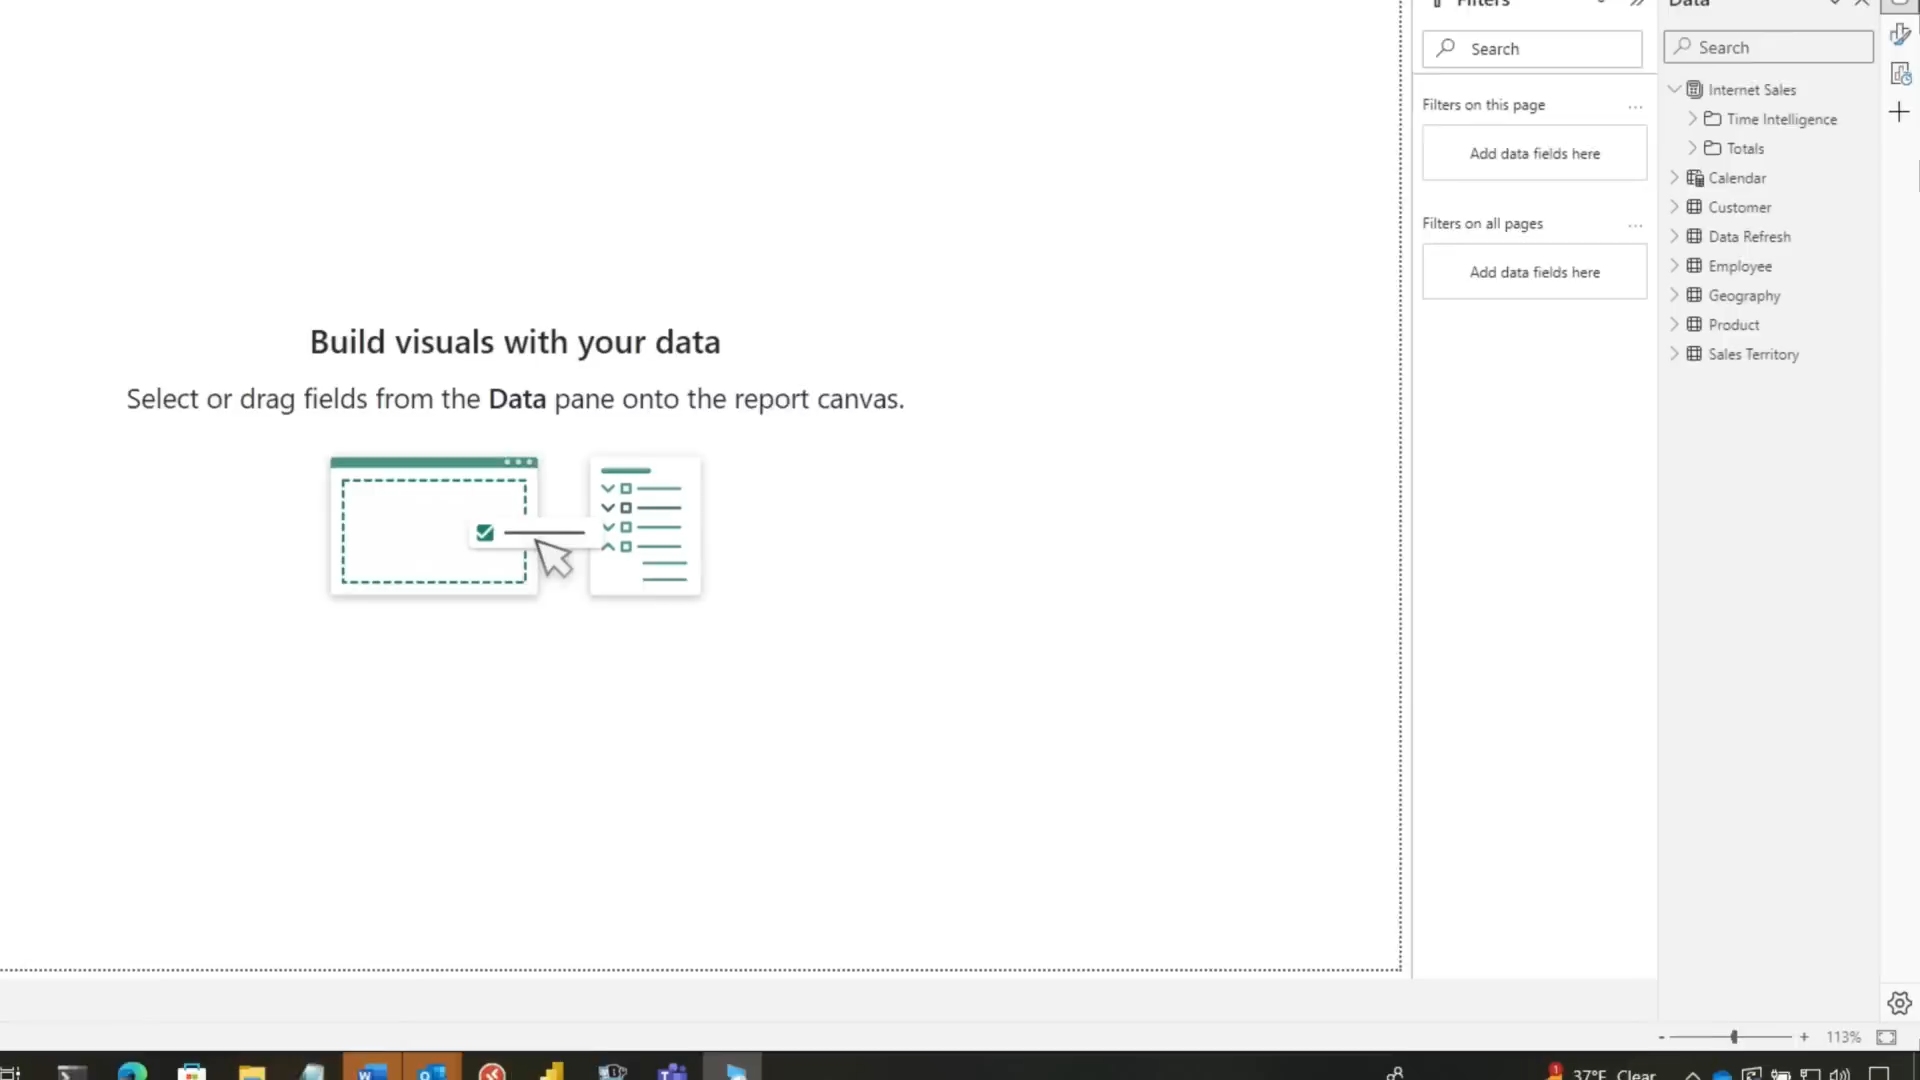 Filters
Data
Search
Search
Filters on this page
...
Add data fields here
Filters on all pages
...
Add data fields here
Internet Sales
Time Intelligence
Totals
Calendar
Customer
Data Refresh
Employee
Geography
Product
Sales Territory
Build visuals with your data
Select or drag fields from the Data pane onto the report canvas.
- + 113%
1 37°F Clear